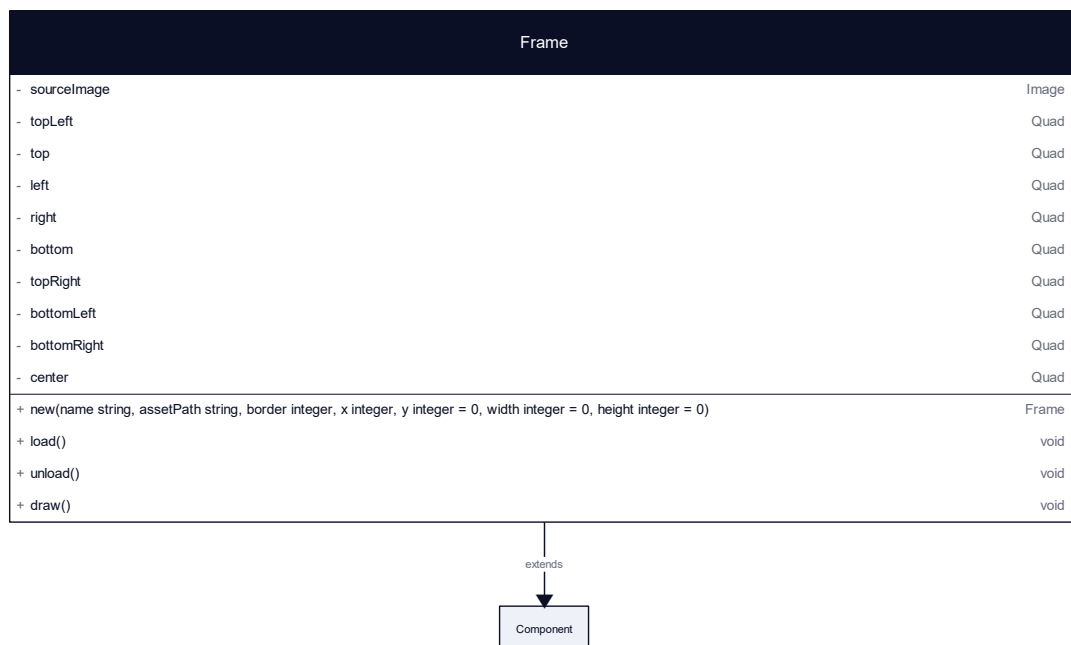 Frame
- sourceImage Image
- topLeft Quad
- top Quad
- left Quad
- right Quad
- bottom Quad
- topRight Quad
- bottomLeft Quad
- bottomRight Quad
- center Quad
+ new(name string, assetPath string, border integer, x integer, y integer = 0, width integer = 0, height integer = 0) Frame
+ load() void
+ unload() void
+ draw() void
extends
Component